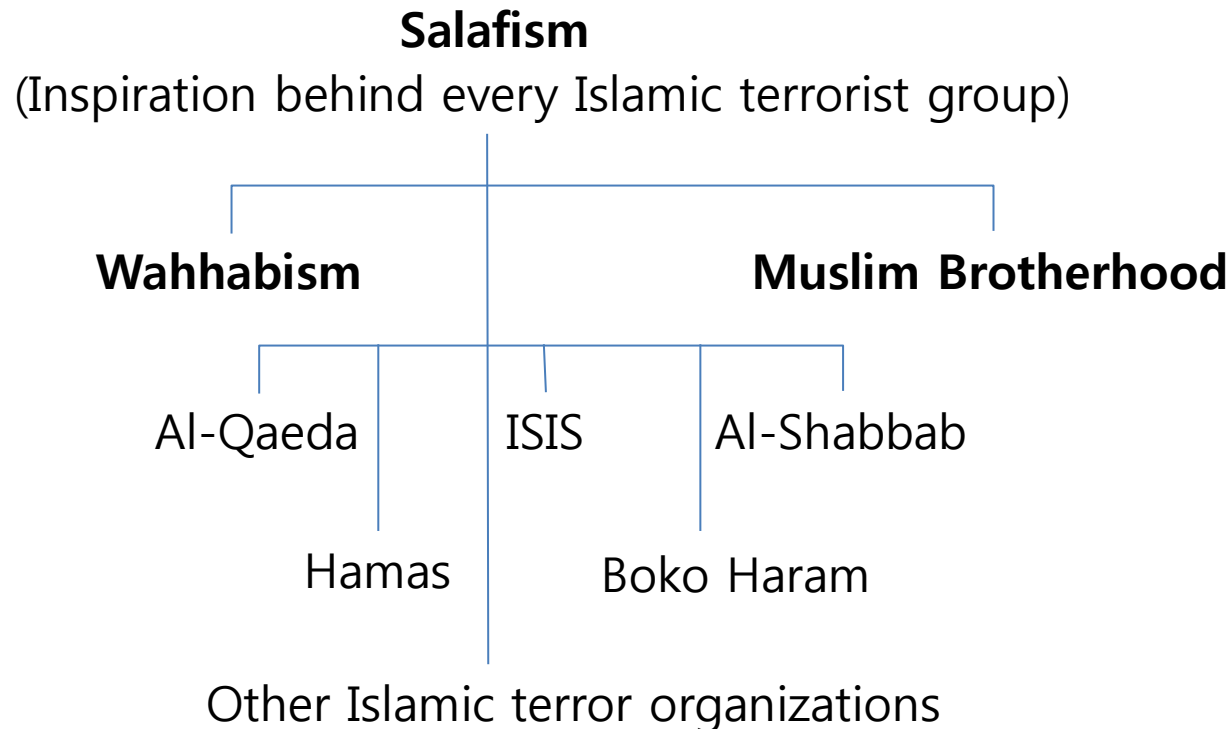 Salafism
(Inspiration behind every Islamic terrorist group)
Wahhabism Muslim Brotherhood
Al-Qaeda ISIS Al-Shabbab
Hamas Boko Haram
Other Islamic terror organizations